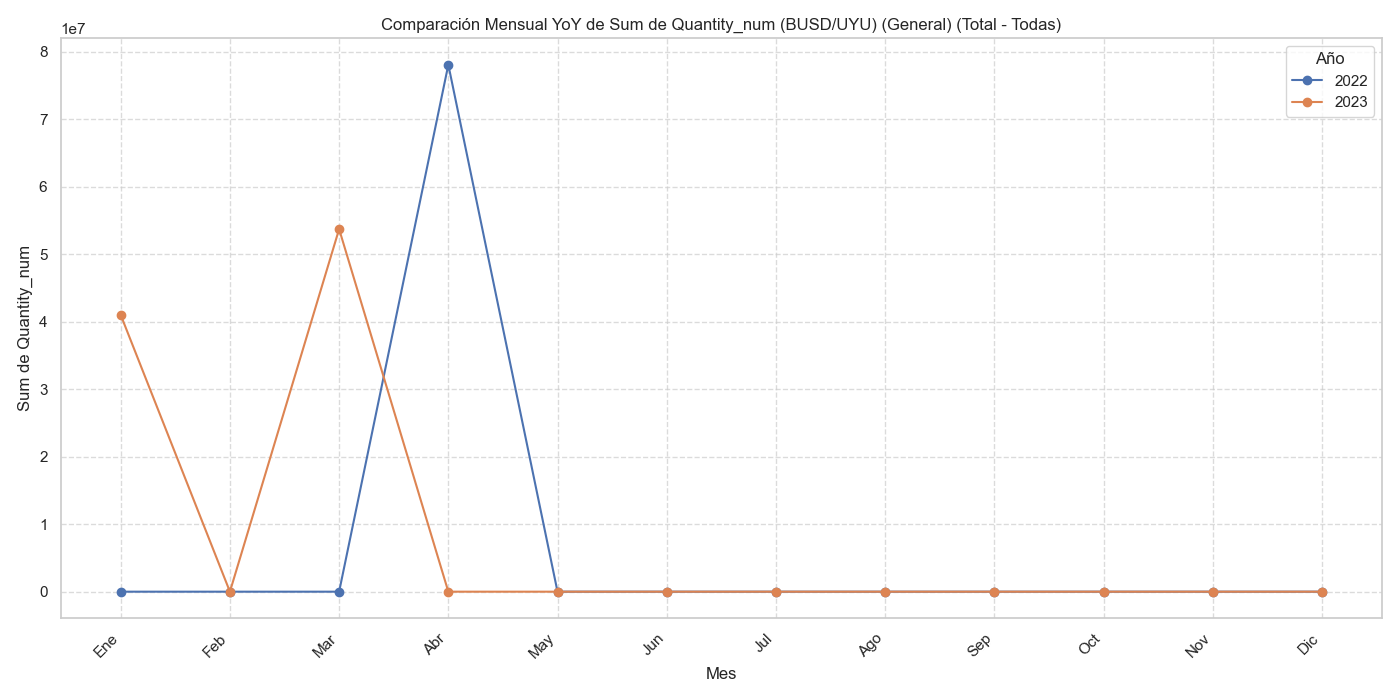 Comparación Mensual YoY de Sum de Quantity_num (BUSD/UYU) (General) (Total - Todas)
1e7
8
7
6
5
4
3
2
1
0
Sum de Quantity_num
Año
2022
2023
Ene
Feb
Mar
Abr
May
Jun
Jul
Ago
Sep
Oct
Nov
Dic
Mes